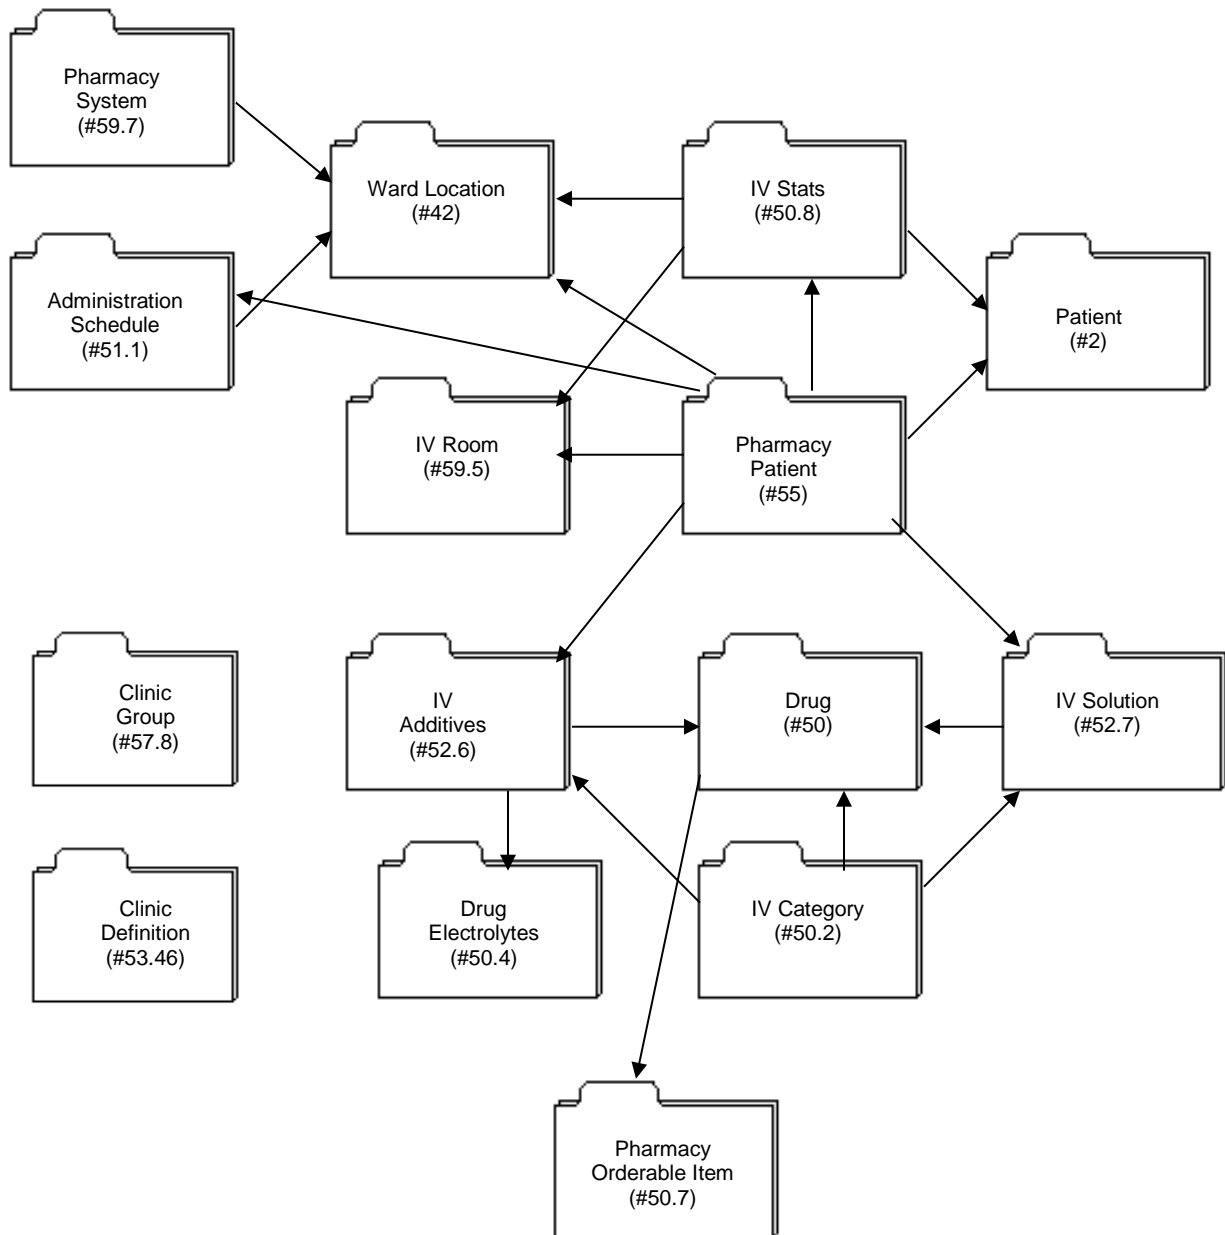 Pharmacy
System
(#59.7)
Ward Location
(#42)
IV Stats
(#50.8)
Administration
Schedule
(#51.1)
Patient
(#2)
IV Room
(#59.5)
Pharmacy
Patient
(#55)
Clinic
Group
(#57.8)
IV
Additives
(#52.6)
Drug
(#50)
IV Solution
(#52.7)
Clinic
Definition
(#53.46)
Drug
Electrolytes
(#50.4)
IV Category
(#50.2)
Pharmacy
Orderable Item
(#50.7)